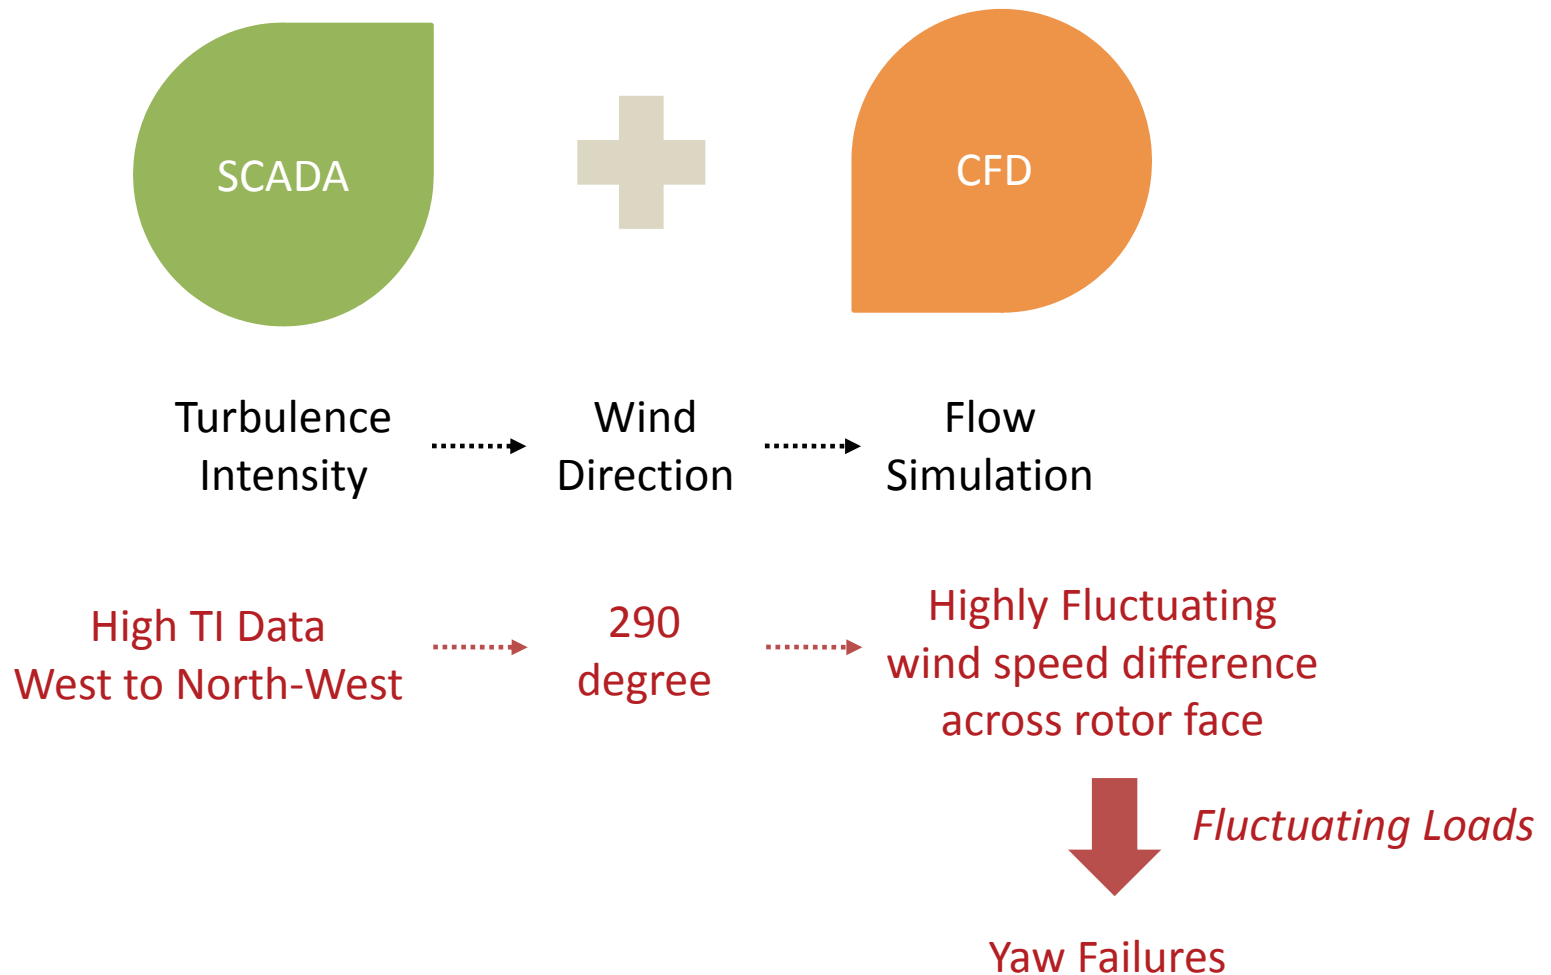 SCADA
CFD
Turbulence
Intensity
Wind
Direction
Flow
Simulation
High TI Data
West to North-West
290
degree
Highly Fluctuating
wind speed difference
across rotor face
Fluctuating Loads
Yaw Failures